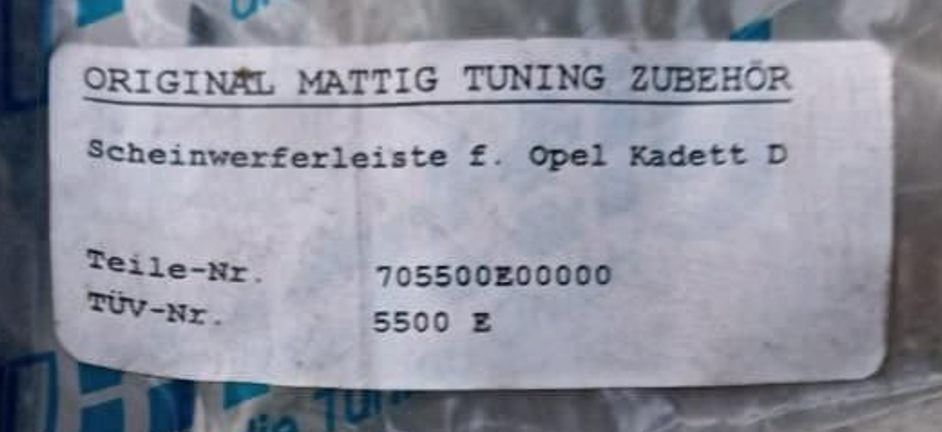 ORIGINAL MATTIG TUNING ZUBEHÖR
Scheinwerferleiste f. Opel Kadett D
Teile-Nr. 705500E00000
TÜV-Nr. 5500 E